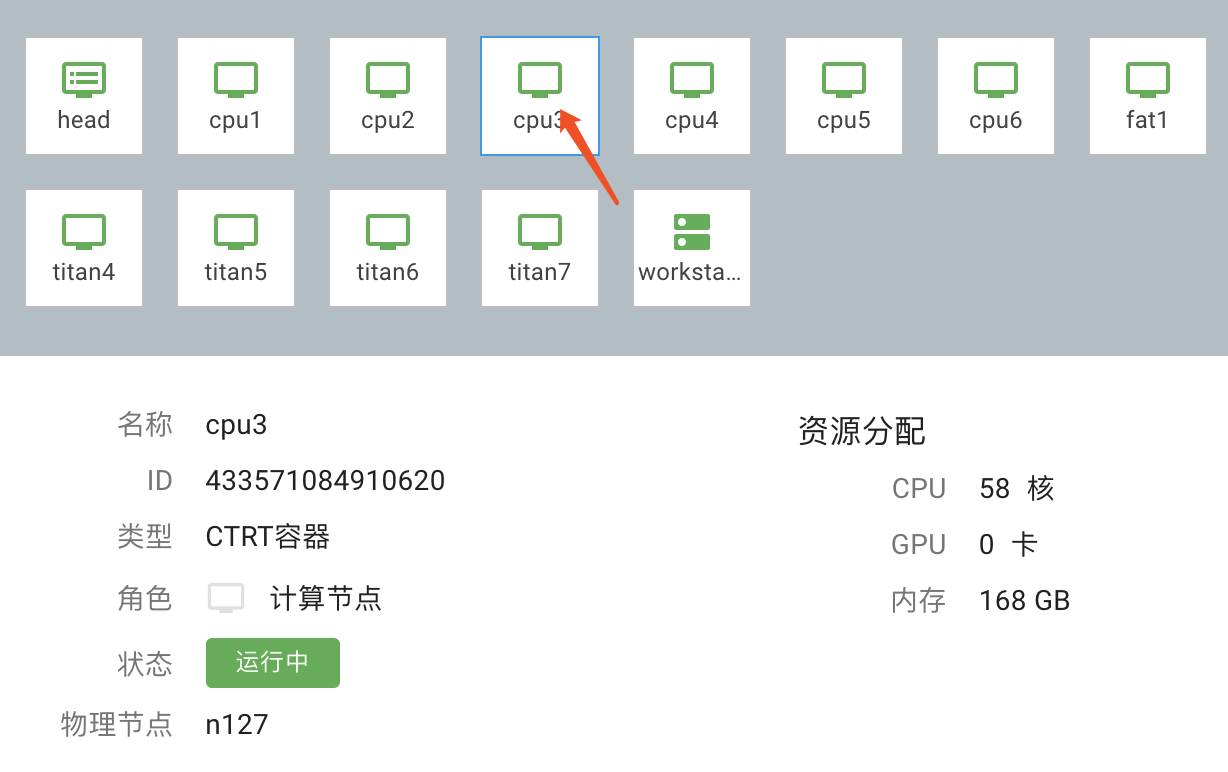 head cpu1 cpu2 cpu3 cpu4 cpu5 cpu6 fat1
titan4 titan5 titan6 titan7 worksta...
名称 cpu3
ID 433571084910620
类型 CTRT容器
角色 计算节点
状态 运行中
物理节点 n127
资源分配
CPU 58 核
GPU 0 卡
内存 168 GB